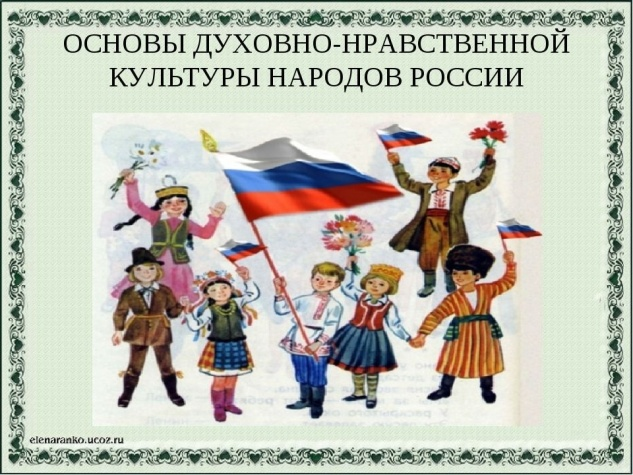 ОСНОВЫ ДУХОВНО-НРАВСТВЕННОЙ
КУЛЬТУРЫ НАРОДОВ РОССИИ
elenaranko.ucoz.ru